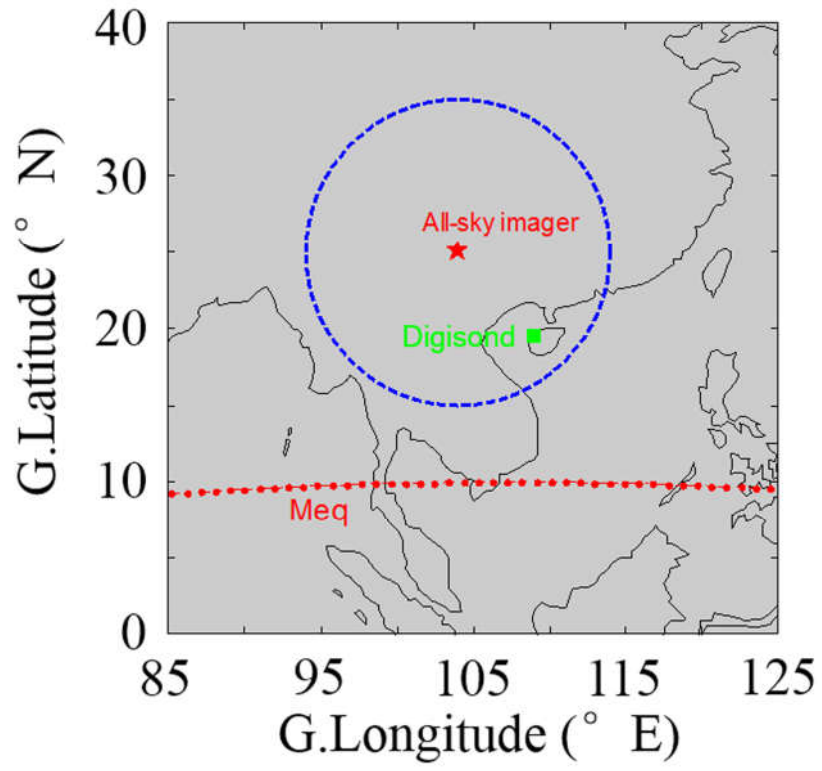 G.Latitude (° N)
40
30
20
10
0
All-sky imager
Digisond
Meq
85 95 105 115 125
G.Longitude (° E)